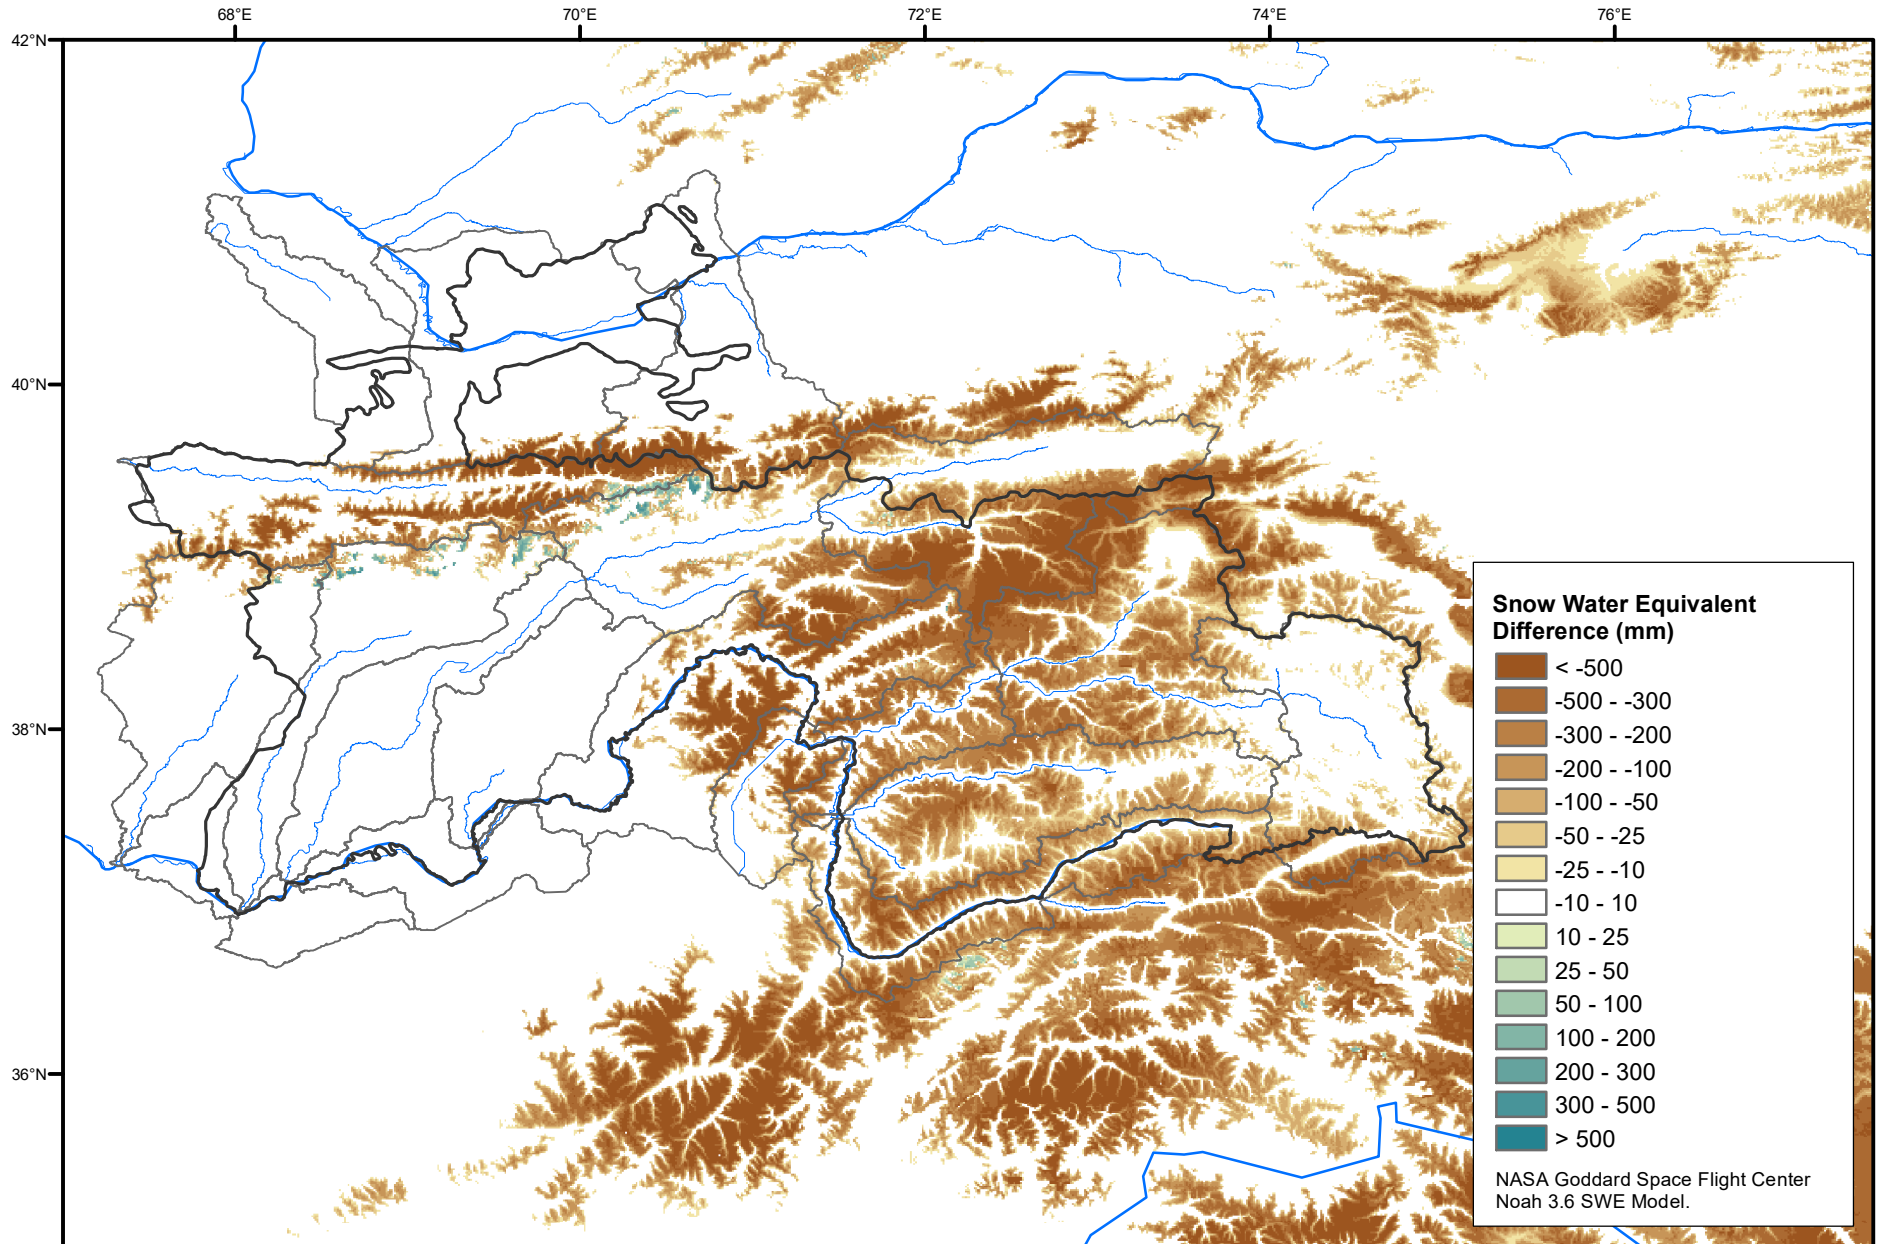 68°E 70°E 72°E 74°E 76°E
42°N
40°N
38°N
36°N
Snow Water Equivalent
Difference (mm)
< -500
-500 - -300
-300 - -200
-200 - -100
-100 - -50
-50 - -25
-25 - -10
-10 - 10
10 - 25
25 - 50
50 - 100
100 - 200
200 - 300
300 - 500
> 500
NASA Goddard Space Flight Center
Noah 3.6 SWE Model.